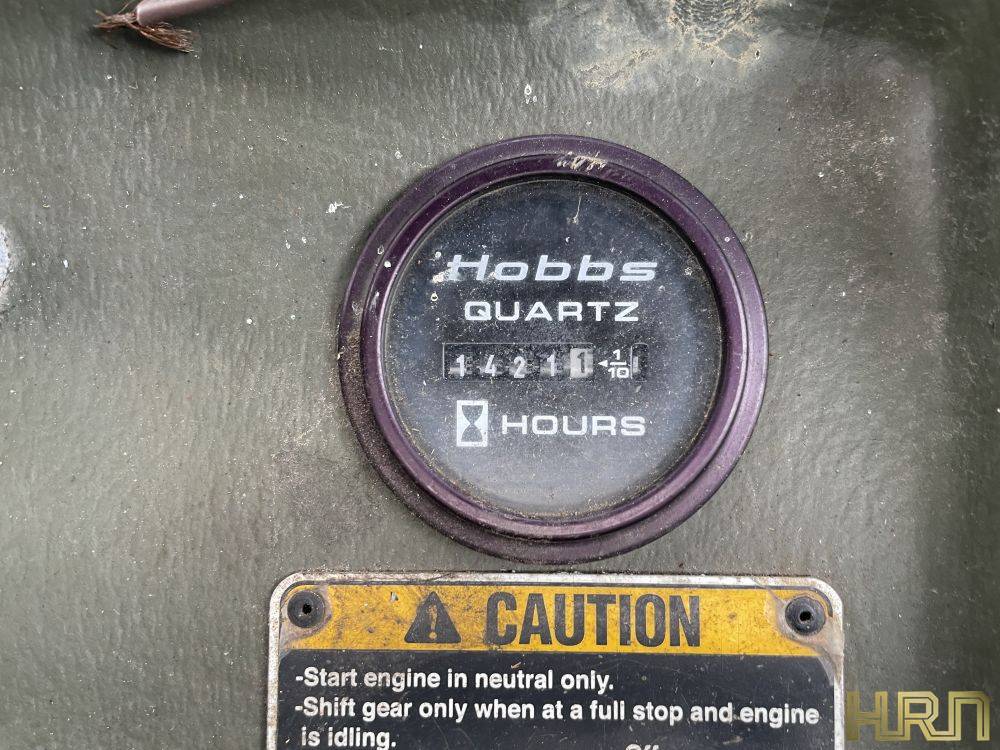 Hobbs
QUARTZ
14211 1/10
HOURS
CAUTION
-Start engine in neutral only.
-Shift gear only when at a full stop and engine
is idling.
Off
HRN